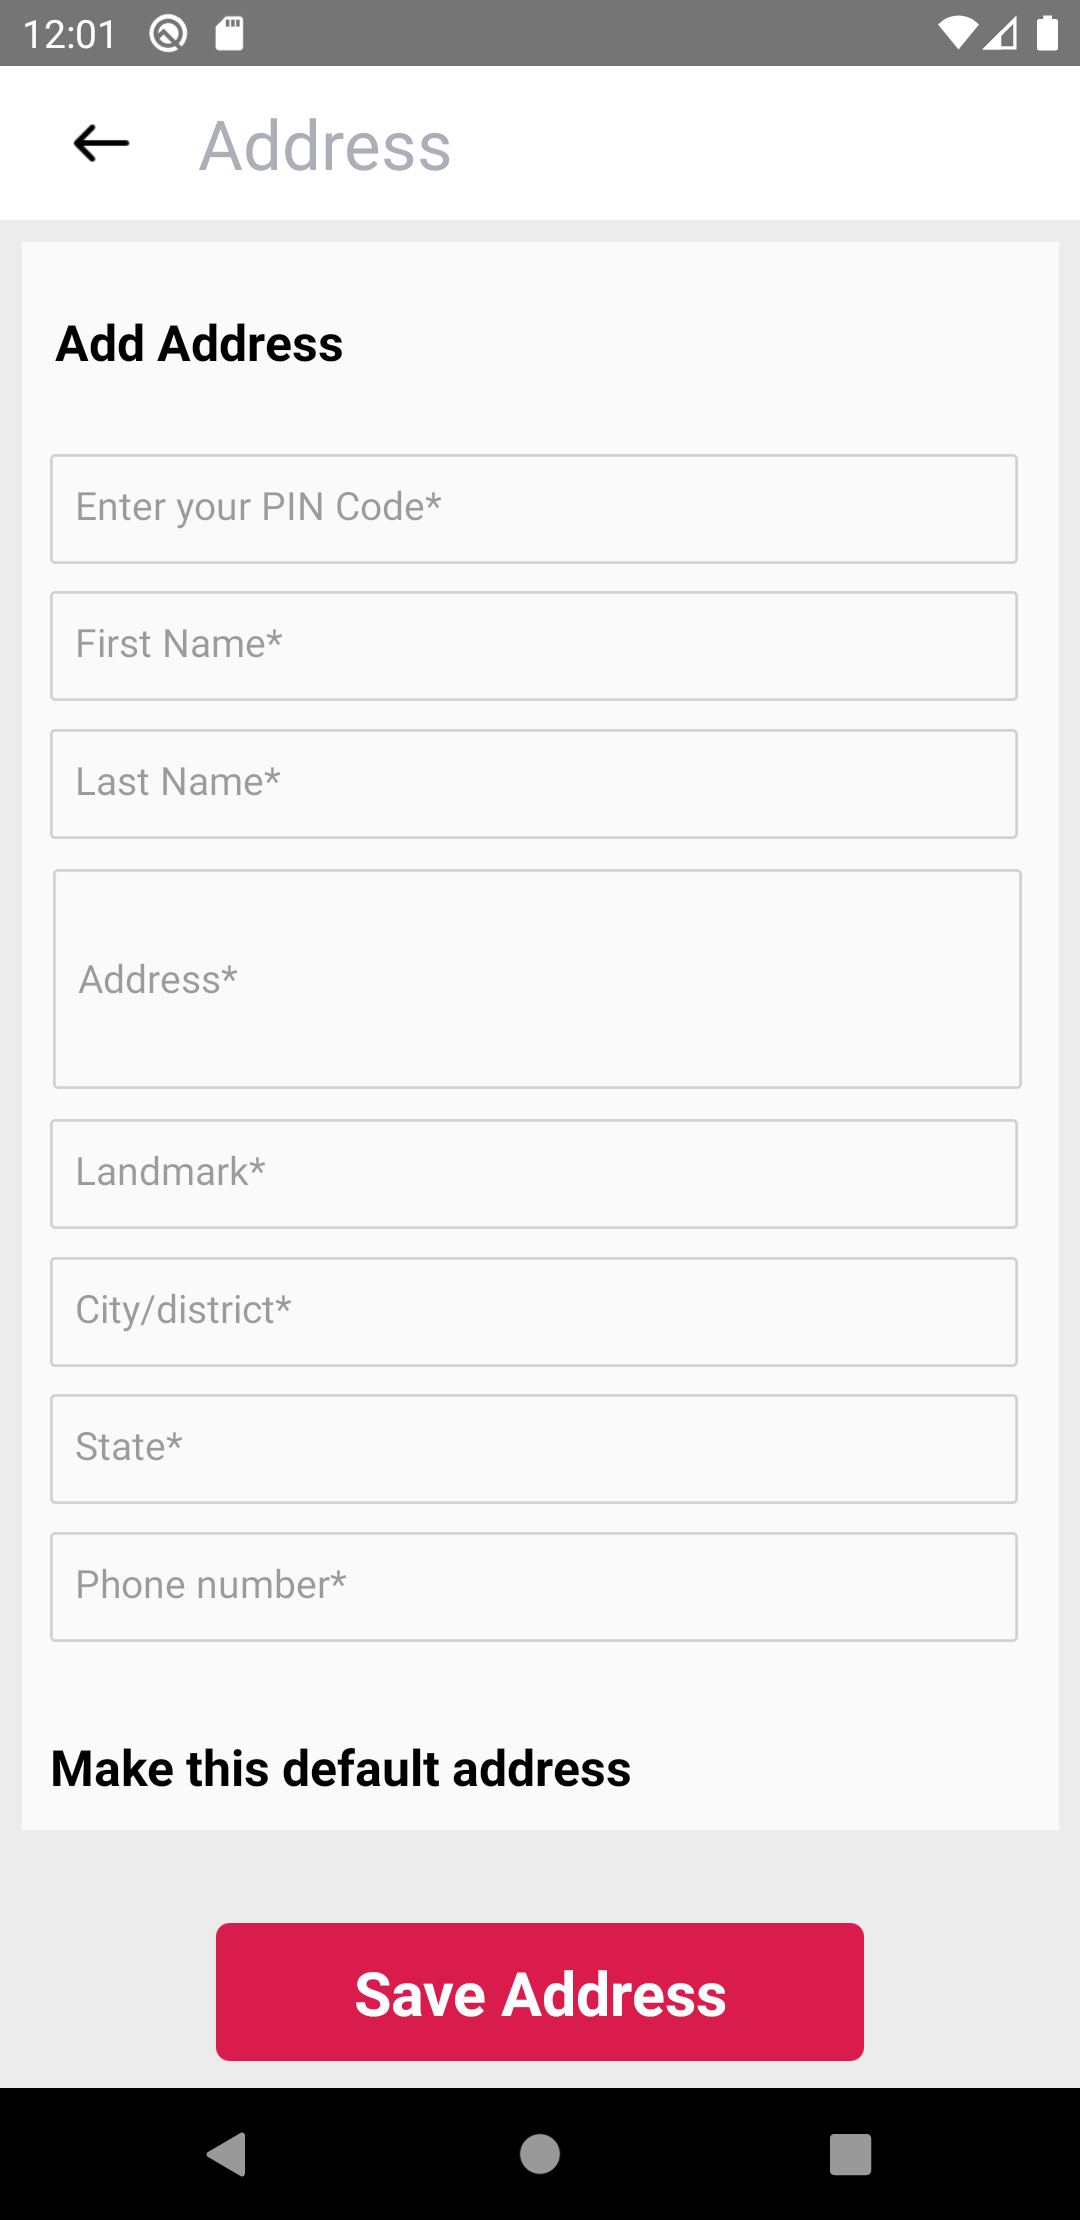 12:01
Address
Add Address
Enter your PIN Code*
First Name*
Last Name*
Address*
Landmark*
City/district*
State*
Phone number*
Make this default address
Save Address